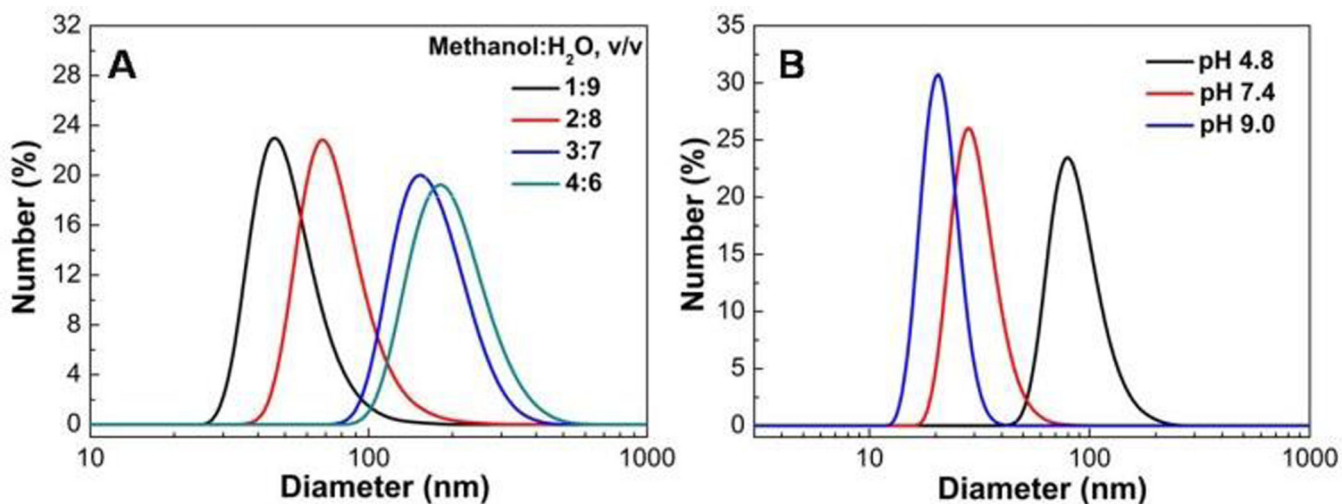 A
Methanol:H₂O, v/v
1:9
2:8
3:7
4:6
32
28
24
20
16
12
8
4
0
Number (%)
10
100
1000
Diameter (nm)
B
pH 4.8
pH 7.4
pH 9.0
35
30
25
20
15
10
5
0
Number (%)
10
100
1000
Diameter (nm)